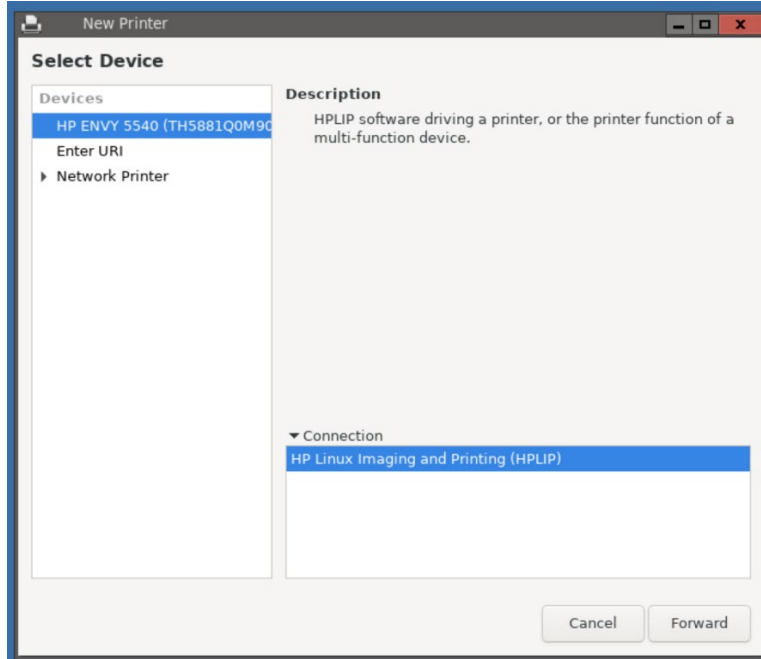 New Printer
Select Device
Devices
HP ENVY 5540 (TH5881Q0M90
Enter URI
Network Printer
Description
HPLIP software driving a printer, or the printer function of a
multi-function device.
Connection
HP Linux Imaging and Printing (HPLIP)
Cancel
Forward